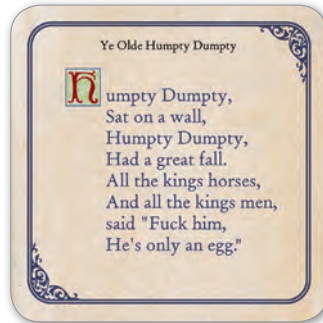 Ye Olde Humpty Dumpty
humpty Dumpty,
Sat on a wall,
Humpty Dumpty,
Had a great fall.
All the kings horses,
And all the kings men,
said "Fuck him,
He's only an egg."